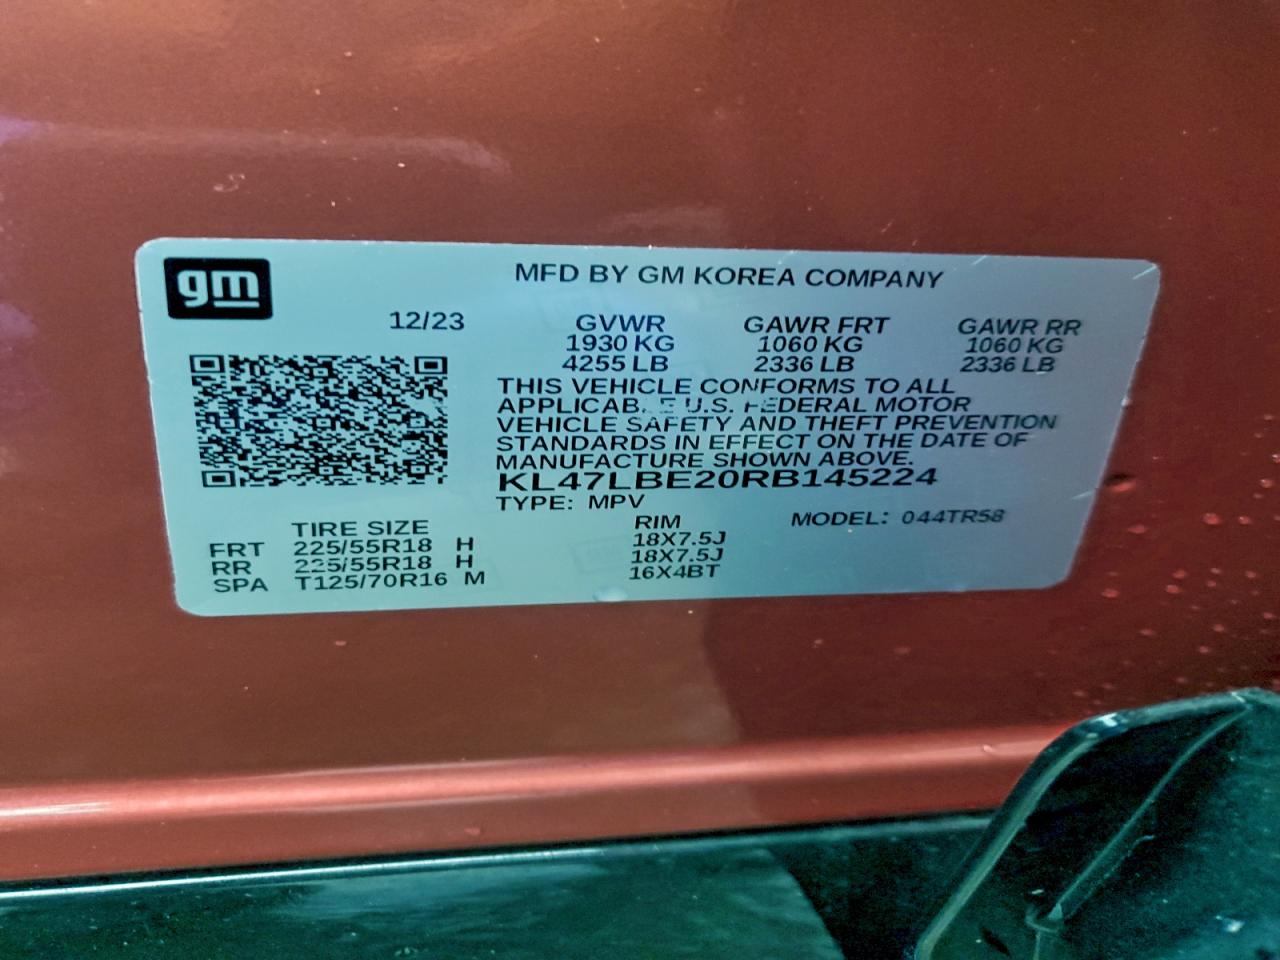 gm
MFD BY GM KOREA COMPANY
12/23 GVWR GAWR FRT GAWR RR
1930 KG 1060 KG 1060 KG
4255 LB 2336 LB 2336 LB
THIS VEHICLE CONFORMS TO ALL
APPLICABLE U.S. FEDERAL MOTOR
VEHICLE SAFETY AND THEFT PREVENTION
STANDARDS IN EFFECT ON THE DATE OF
MANUFACTURE SHOWN ABOVE.
KL47LBE20RB145224
TYPE: MPV
TIRE SIZE RIM MODEL: 044TR58
FRT 225/55R18 H 18X7.5J
RR 225/55R18 H 18X7.5J
SPA T125/70R16 M 16X4BT